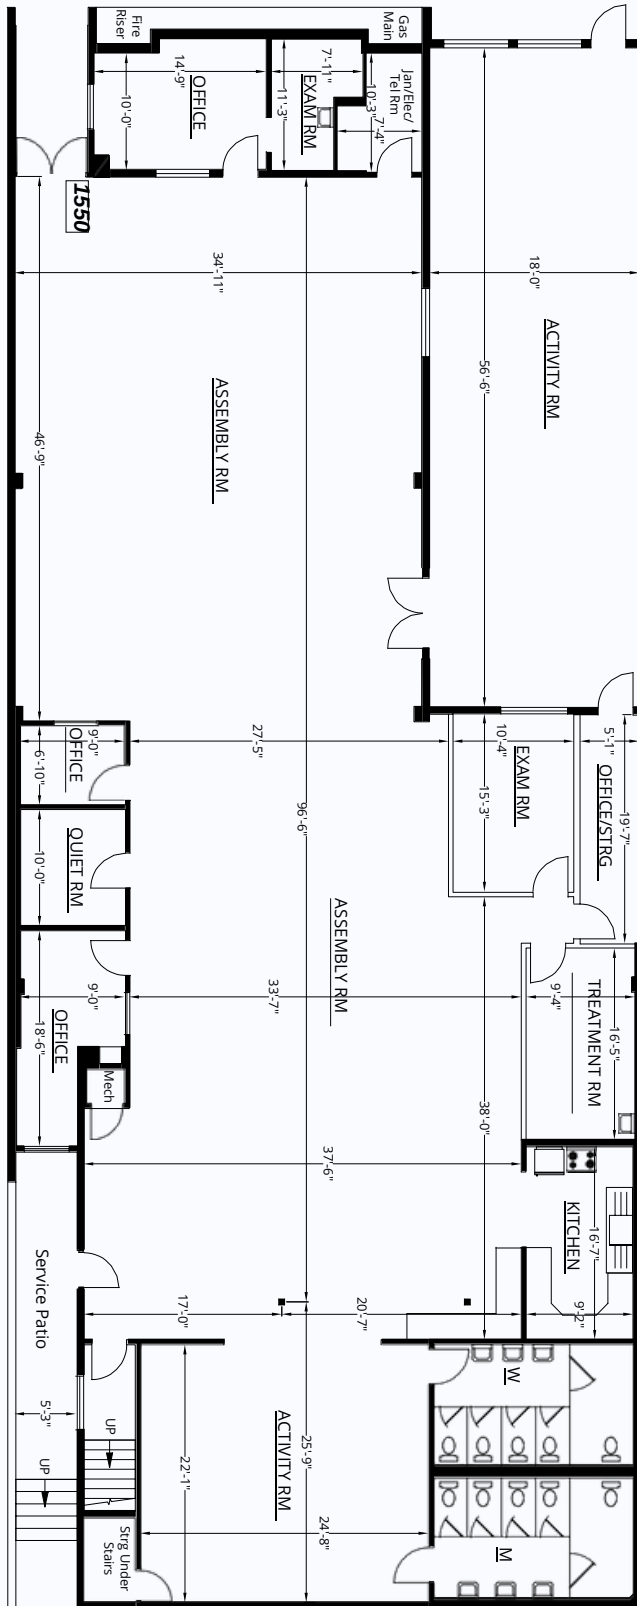 Fire
Riser
Gas
Main
14'-9"
OFFICE
10'-0"
7'-11"
EXAM RM
11'-3"
Jan/Elec/
Tel Rm
10'-3"
7'-4"
1550
34'-11"
18'-0"
ACTIVITY RM
56'-6"
ASSEMBLY RM
46'-9"
9'-0"
OFFICE
6'-10"
27'-5"
10'-4"
EXAM RM
15'-3"
5'-1"
OFFICE/STRG
19'-7"
96'-6"
QUIET RM
10'-0"
ASSEMBLY RM
9'-0"
OFFICE
18'-6"
33'-7"
9'-4"
TREATMENT RM
16'-5"
Mech
38'-0"
37'-6"
KITCHEN
16'-7"
9'-2"
Service Patio
17'-0"
20'-7"
W
5'-3"
UP
UP
ACTIVITY RM
25'-9"
22'-1"
24'-8"
M
Strg Under
Stairs